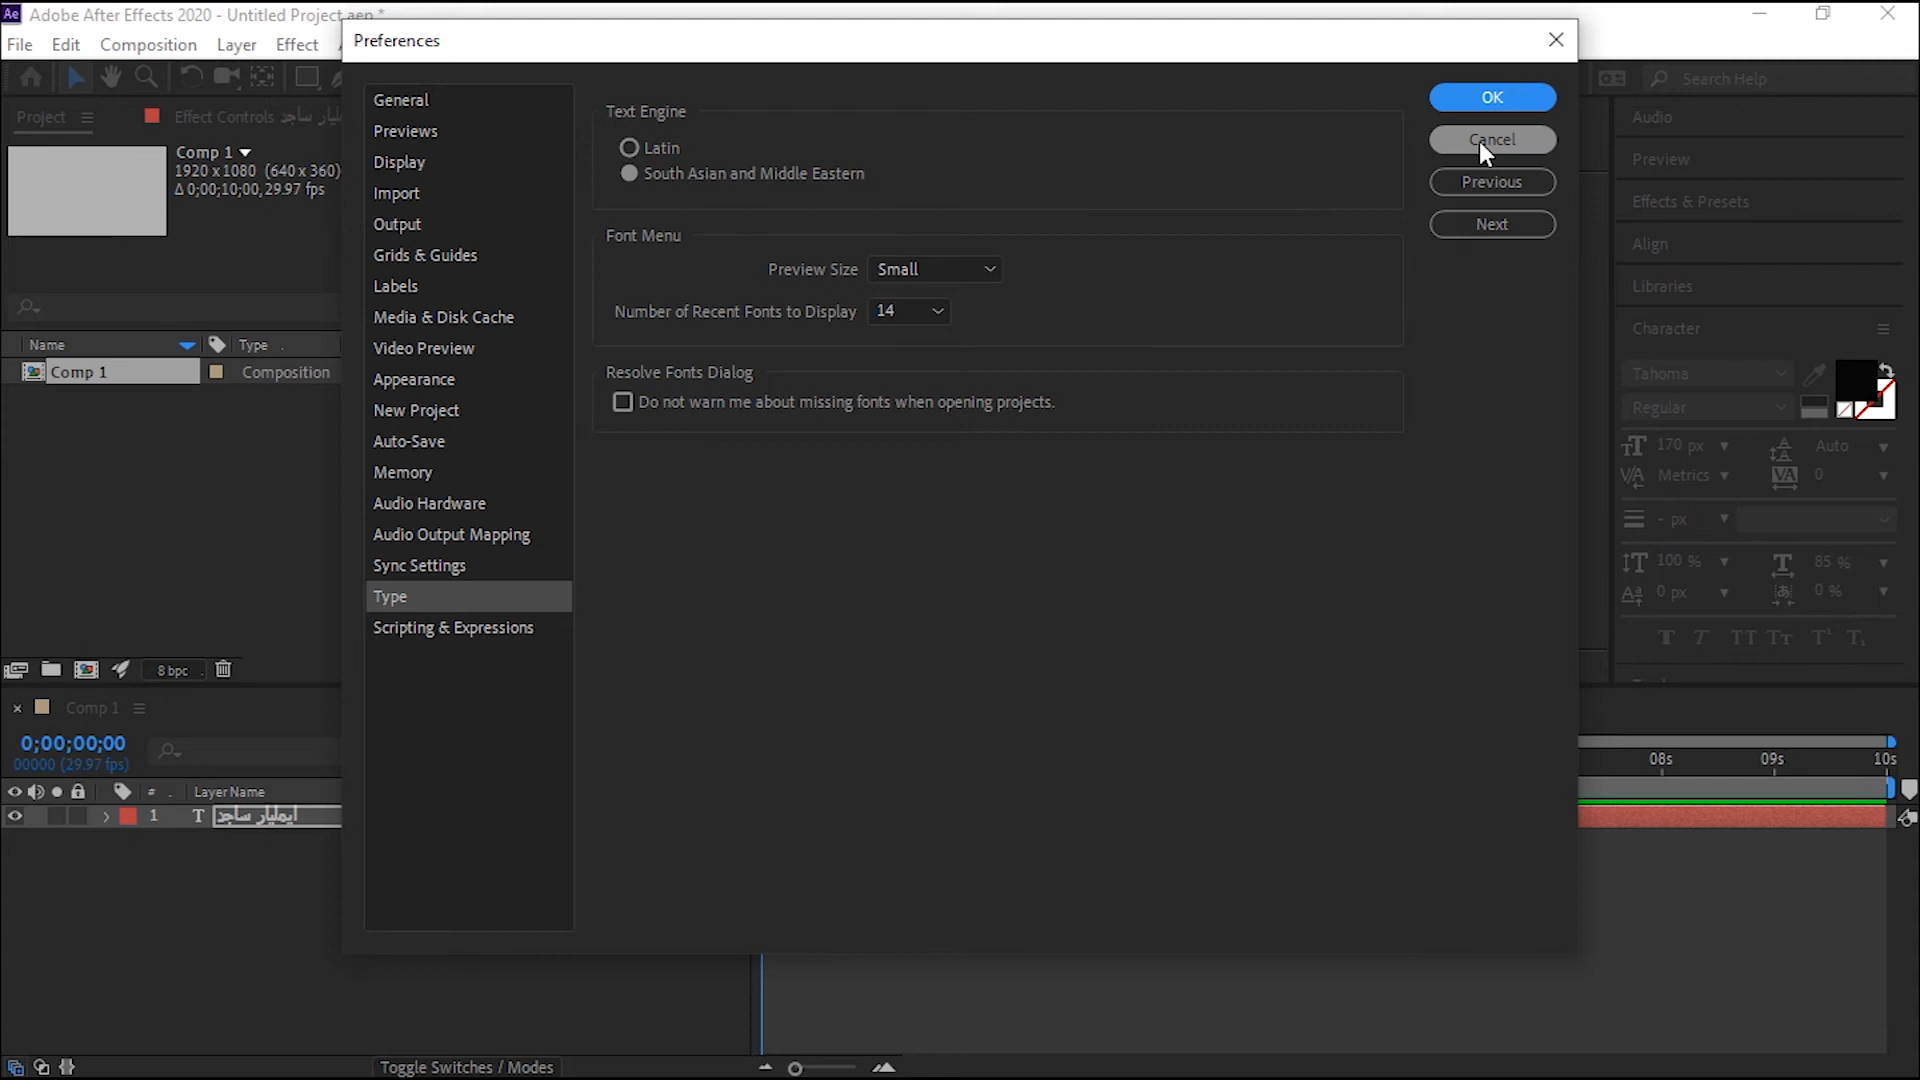 Ae Adobe After Effects 2020 - Untitled Project.aep *
File Edit Composition Layer Effect
Preferences
Search Help
Project
Effect Controls
Comp 1
1920 x 1080 (640 x 360)
Δ 0;00;10;00, 29.97 fps
Name Type
Comp 1 Composition
8 bpc
General
Previews
Display
Import
Output
Grids & Guides
Labels
Media & Disk Cache
Video Preview
Appearance
New Project
Auto-Save
Memory
Audio Hardware
Audio Output Mapping
Sync Settings
Type
Scripting & Expressions
Text Engine
Latin
South Asian and Middle Eastern
Font Menu
Preview Size Small
Number of Recent Fonts to Display 14
Resolve Fonts Dialog
Do not warn me about missing fonts when opening projects.
OK
Cancel
Previous
Next
Audio
Preview
Effects & Presets
Align
Libraries
Character
Tahoma
Regular
170 px Auto
Metrics 0
- px
100 % 85 %
0 px 0 %
Comp 1
0;00;00;00
00000 (29.97 fps)
# Layer Name
1 T ایملیار ساجد
08s 09s 10s
Toggle Switches / Modes